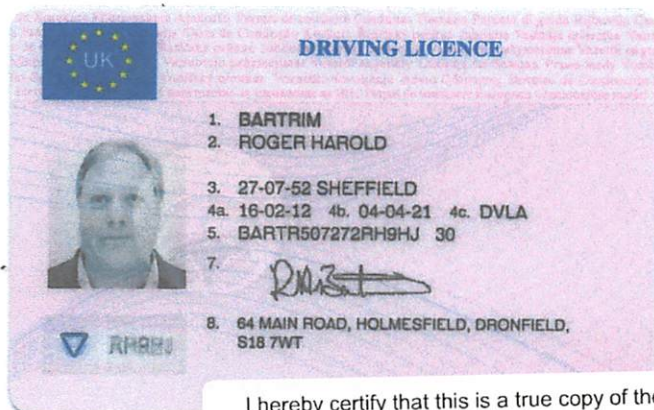 UK
DRIVING LICENCE
1. BARTRIM
2. ROGER HAROLD
3. 27-07-52 SHEFFIELD
4a. 16-02-12 4b. 04-04-21 4c. DVLA
5. BARTR507272RH9HJ 30
7.
8. 64 MAIN ROAD, HOLMESFIELD, DRONFIELD,
S18 7WT
RH9HJ
I hereby certify that this is a true copy of the